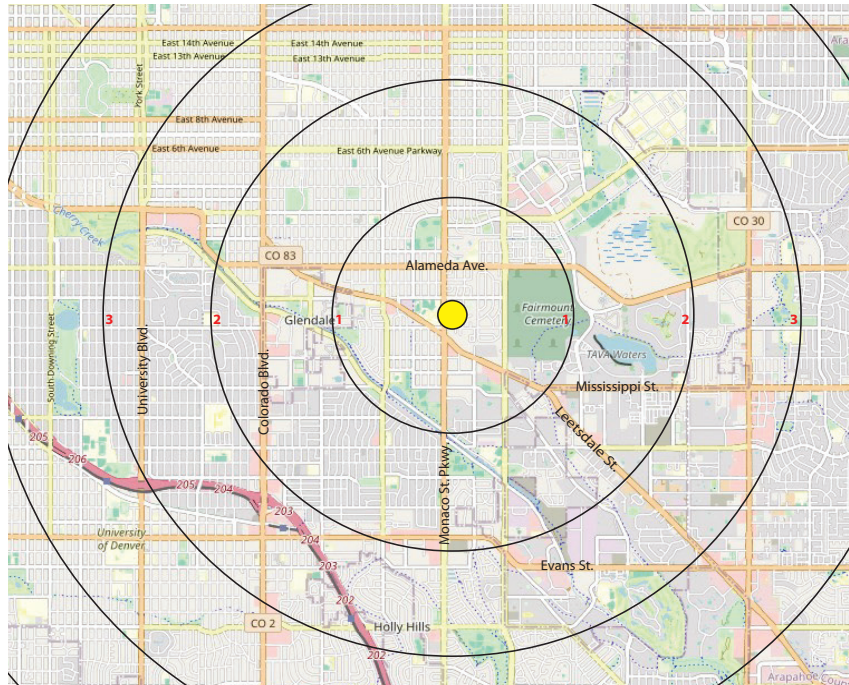 East 14th Avenue
East 14th Avenue
East 13th Avenue
East 13th Avenue
York Street
East 8th Avenue
East 6th Avenue
East 6th Avenue Parkway
Cherry
Creek
CO 30
CO 83
Alameda Ave.
Fairmount
Cemetery
3
2
Glendale
1
1
2
3
South Downing Street
University Blvd.
Colorado Blvd.
TAVA Waters
Mississippi St.
Leetsdale St.
Monaco St. Pkwy.
205
206
205
204
203
204
203
202
202
University
of Denver
Evans St.
CO 2
Holly Hills
Arapahoe